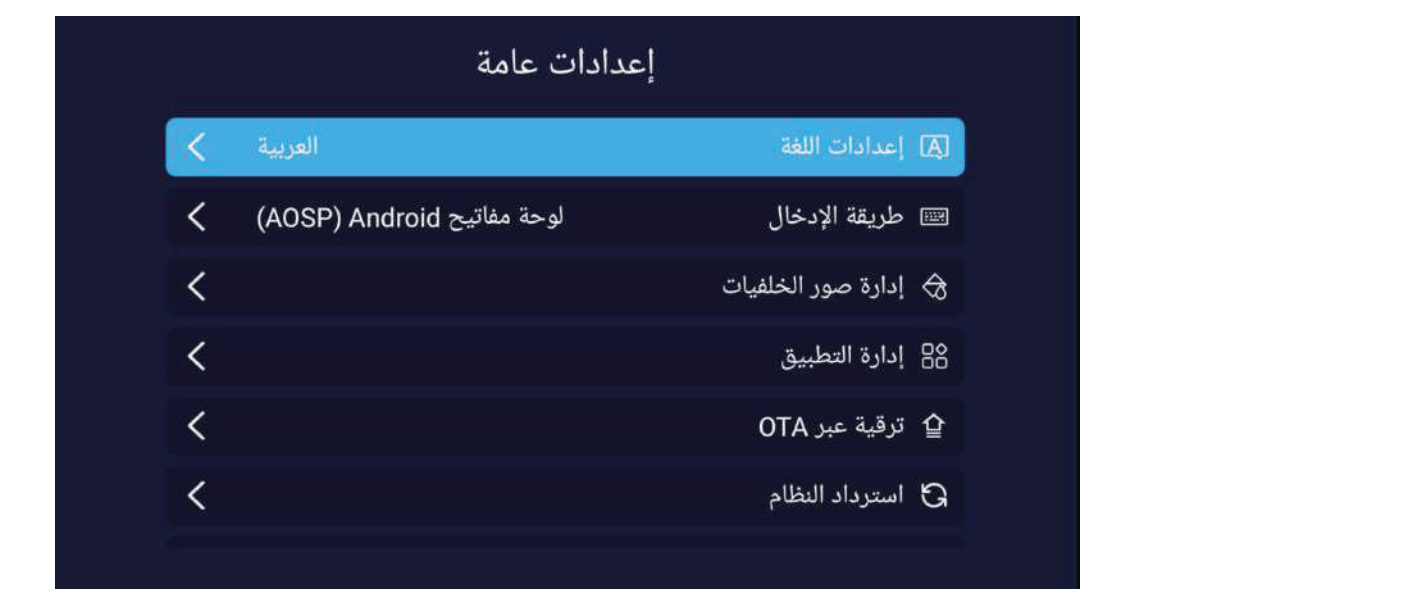 إعدادات عامة
إعدادات اللغة العربية
طريقة الإدخال لوحة مفاتيح Android (AOSP)
إدارة صور الخلفيات
إدارة التطبيق
ترقية عبر OTA
استرداد النظام